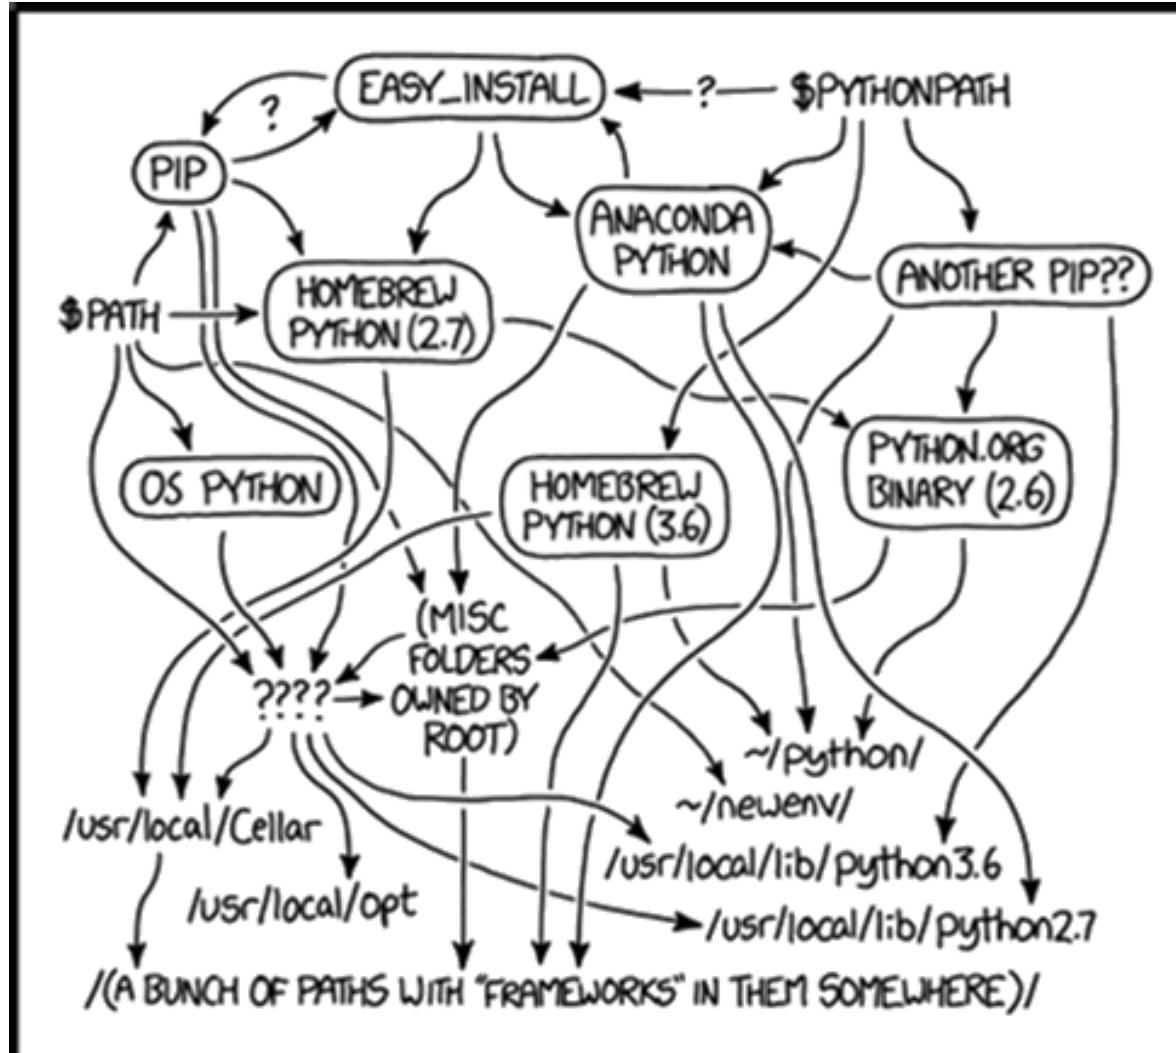 EASY_INSTALL
?
$PYTHONPATH
?
PIP
ANACONDA
PYTHON
ANOTHER PIP??
HOMEBREW
PYTHON (2.7)
$PATH
PYTHON.ORG
BINARY (2.6)
OS PYTHON
HOMEBREW
PYTHON (3.6)
(MISC
FOLDERS
OWNED BY
ROOT)
????
~/python/
~/newenv/
/usr/local/Cellar
/usr/local/lib/python3.6
/usr/local/opt
/usr/local/lib/python2.7
/(A BUNCH OF PATHS WITH "FRAMEWORKS" IN THEM SOMEWHERE)/